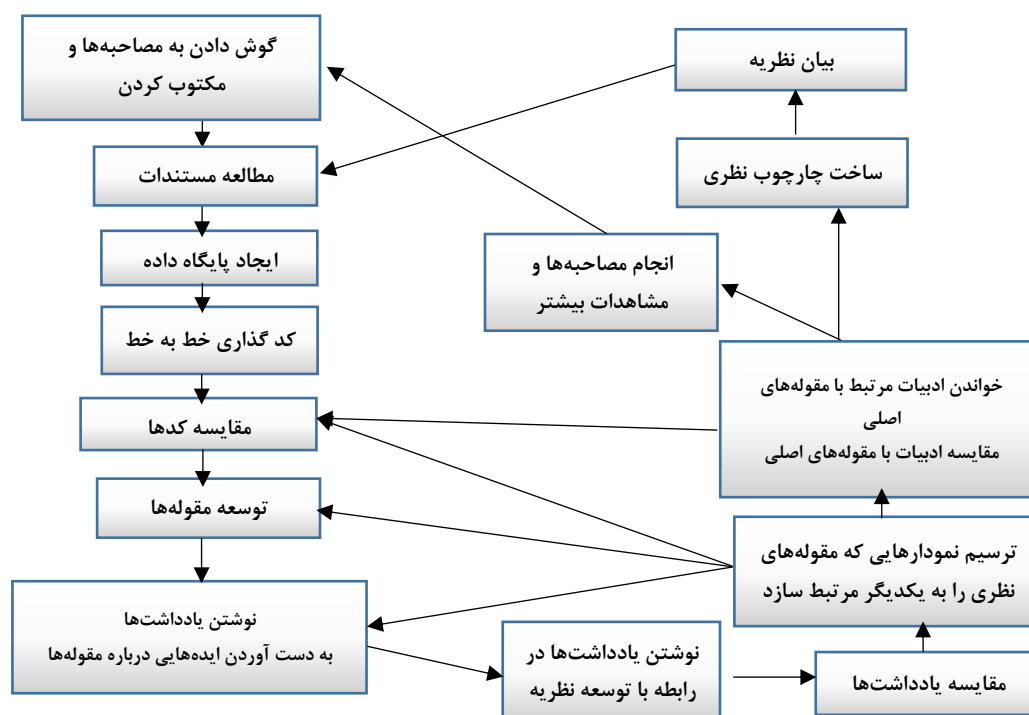 گوش دادن به مصاحبه‌ها و
مکتوب کردن
مطالعه مستندات
ایجاد پایگاه داده
کد گذاری خط به خط
مقایسه کدها
توسعه مقوله‌ها
نوشتن یادداشت‌ها
به دست آوردن ایده‌هایی درباره مقوله‌ها
نوشتن یادداشت‌ها در
رابطه با توسعه نظریه
مقایسه یادداشت‌ها
ترسیم نمودارهایی که مقوله‌های
نظری را به یکدیگر مرتبط سازد
خواندن ادبیات مرتبط با مقوله‌های
اصلی
مقایسه ادبیات با مقوله‌های اصلی
انجام مصاحبه‌ها و
مشاهدات بیشتر
ساخت چارچوب نظری
بیان نظریه